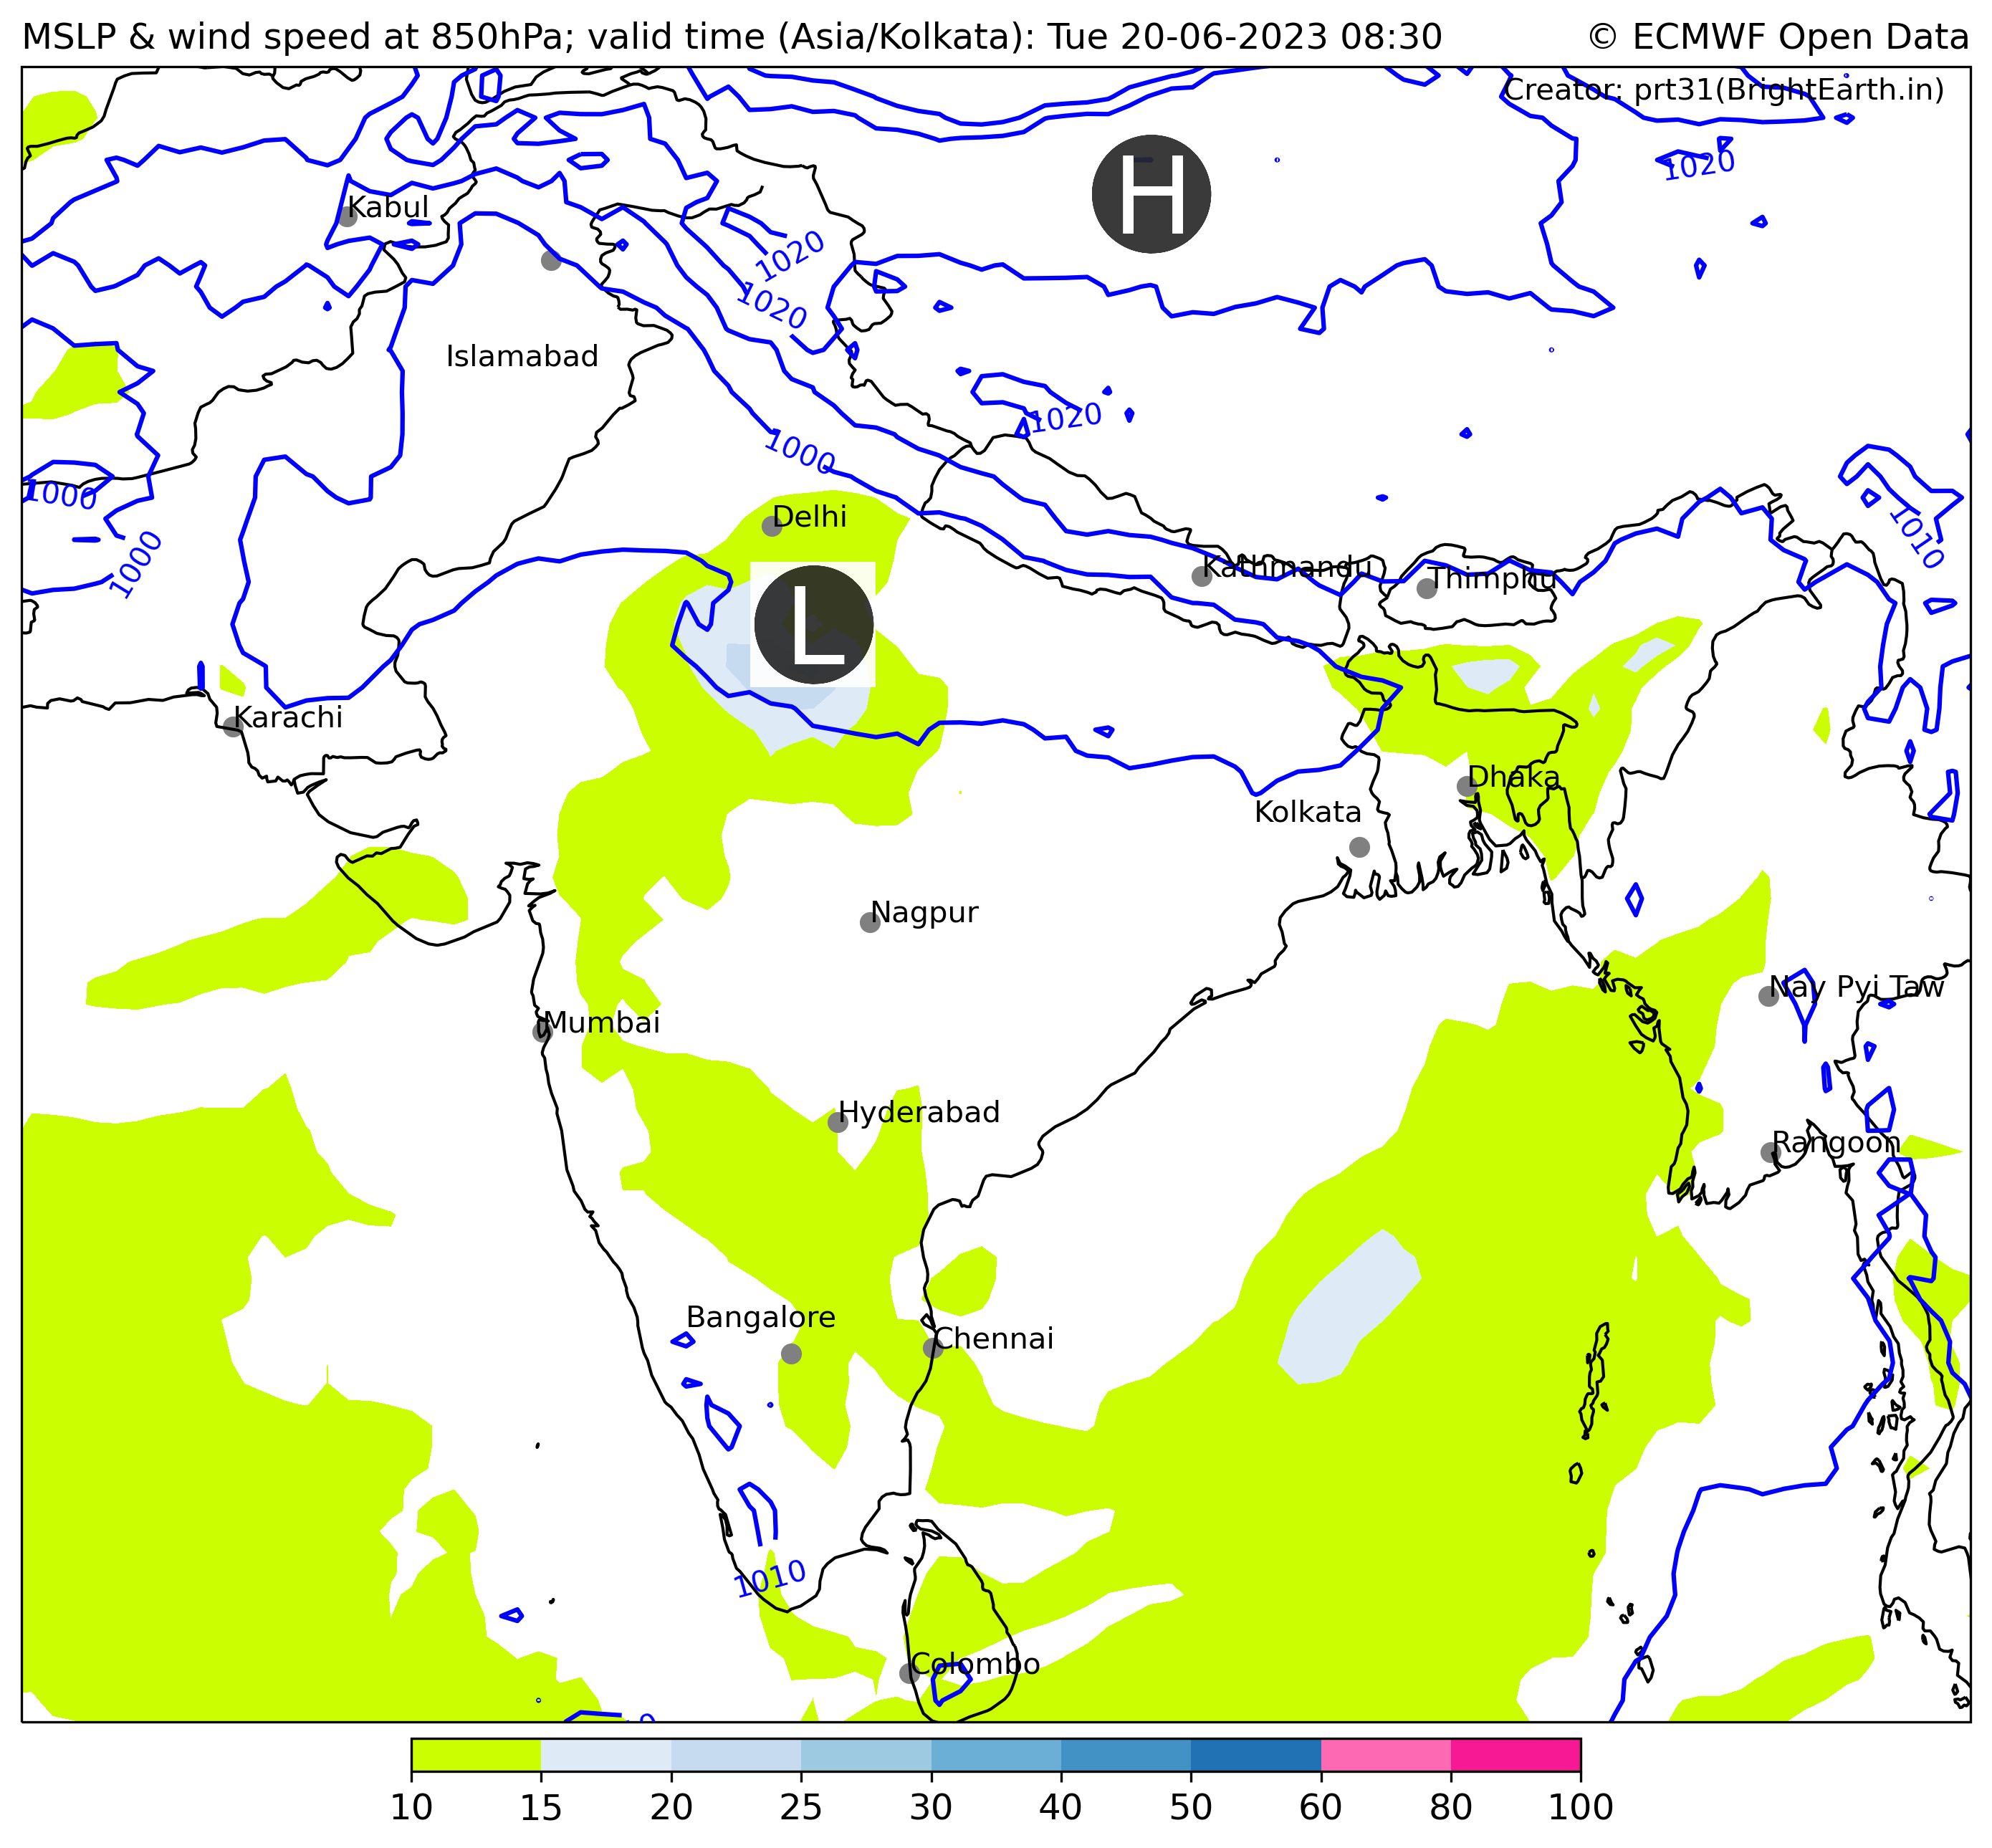 MSLP & wind speed at 850hPa; valid time (Asia/Kolkata): Tue 20-06-2023 08:30
© ECMWF Open Data
Creator: prt31(BrightEarth.in)
H
1020
Kabul
1020
1020
Islamabad
1020
1000
1000
1010
Delhi
1000
Kathmandu
Thimphu
L
Karachi
Dhaka
Kolkata
Nagpur
Nay Pyi Taw
Mumbai
Hyderabad
Rangoon
Bangalore
Chennai
1010
Colombo
10 15 20 25 30 40 50 60 80 100